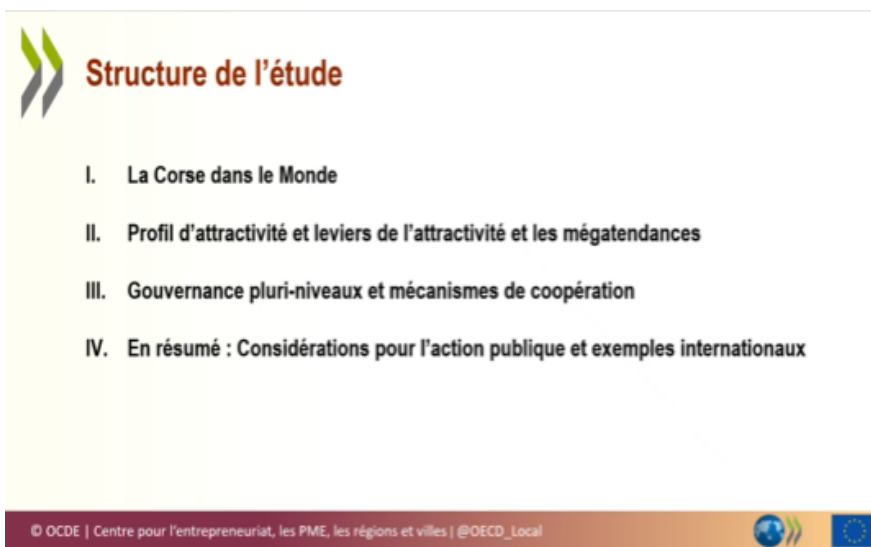 Structure de l'étude
I. La Corse dans le Monde
II. Profil d'attractivité et leviers de l'attractivité et les mégatendances
III. Gouvernance pluri-niveaux et mécanismes de coopération
IV. En résumé : Considérations pour l'action publique et exemples internationaux
© OCDE | Centre pour l'entrepreneuriat, les PME, les régions et villes | @OECD_Local